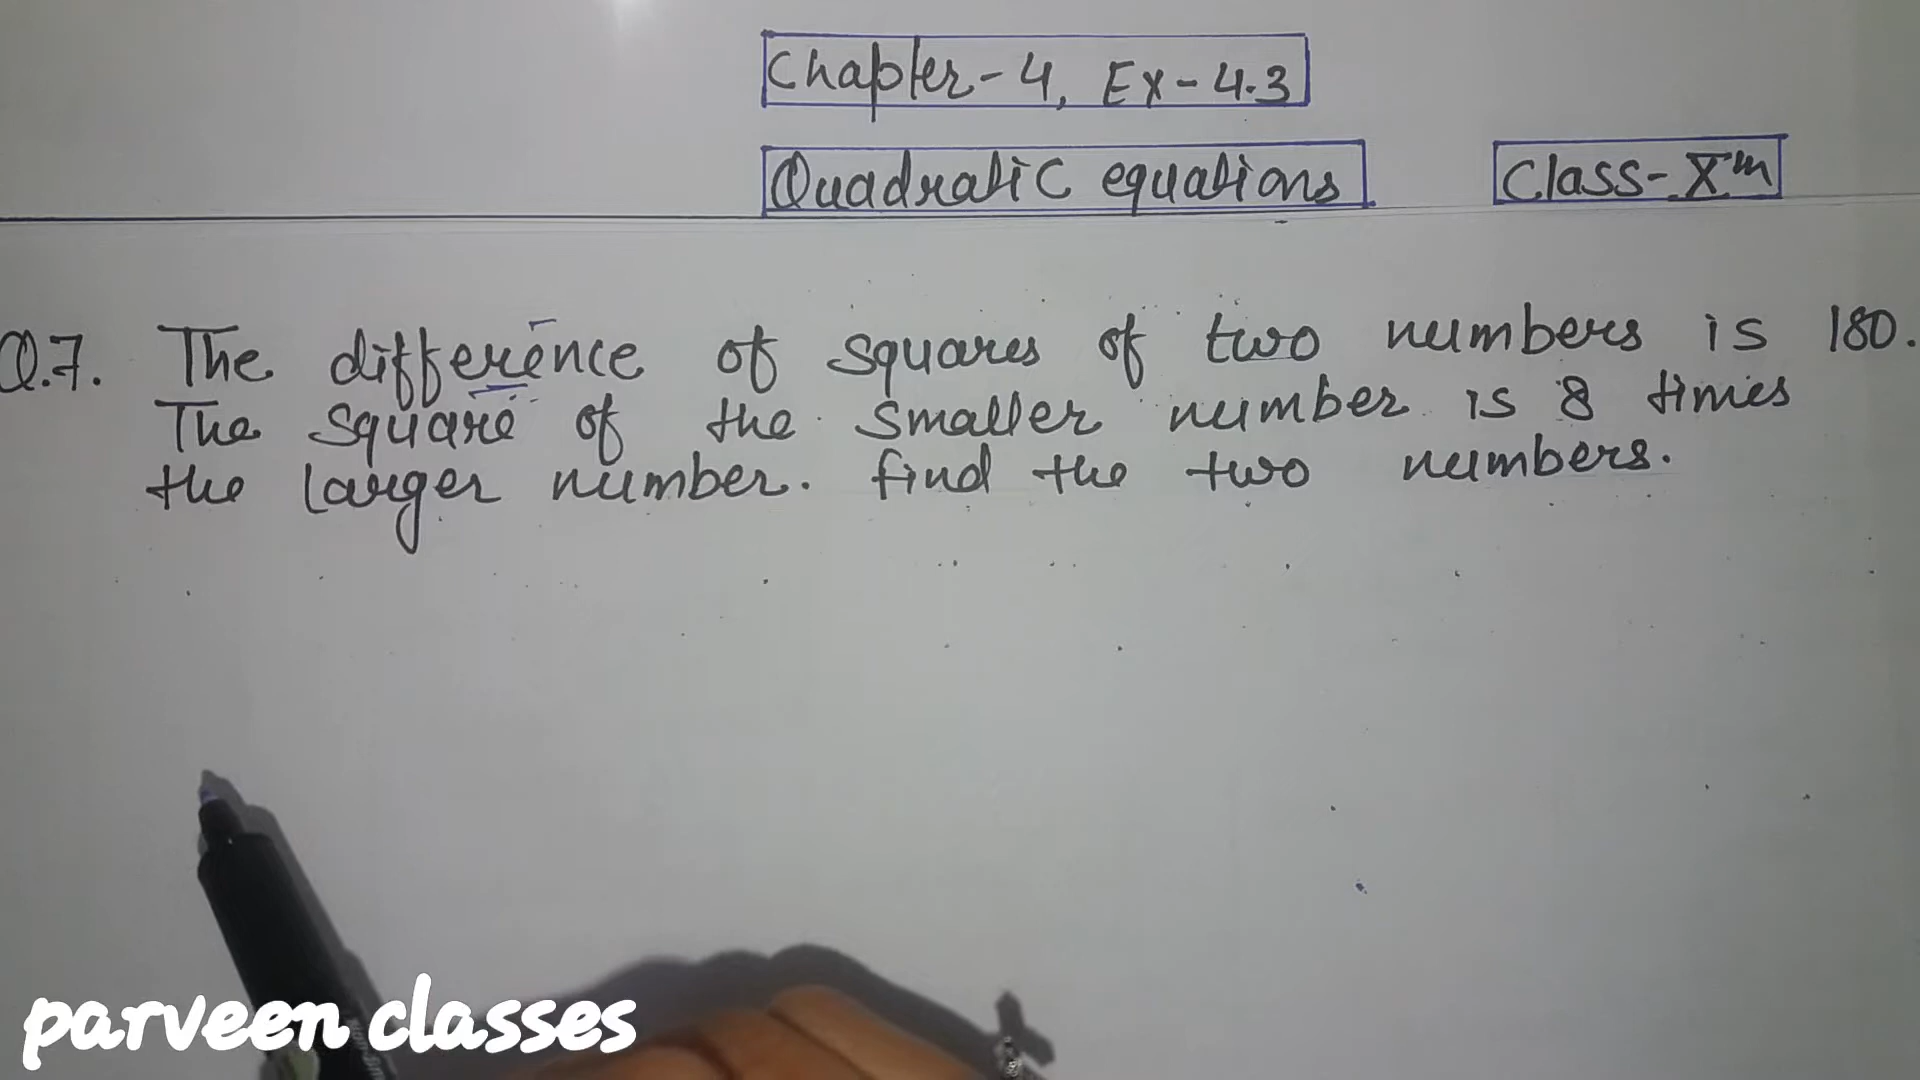 Chapter-4, Ex-4.3
Quadratic equations
Class-Xth
Q.7. The difference of squares of two numbers is 180.
The square of the smaller number is 8 times
the larger number. find the two numbers.
parveen classes